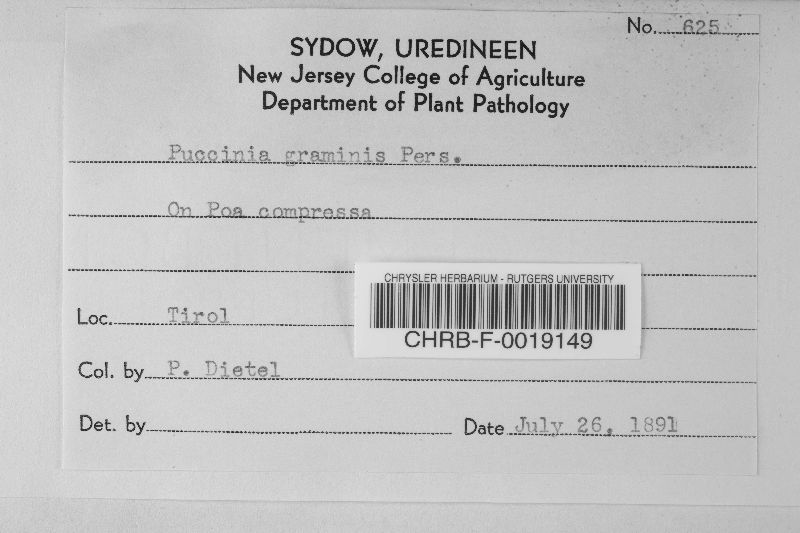 No. 625
SYDOW, UREDINEEN
New Jersey College of Agriculture
Department of Plant Pathology
Puccinia graminis Pers.
On Poa compressa
CHRYSLER HERBARIUM - RUTGERS UNIVERSITY
CHRB-F-0019149
Loc. Tirol
Col. by P. Dietel
Det. by
Date July 26, 1891